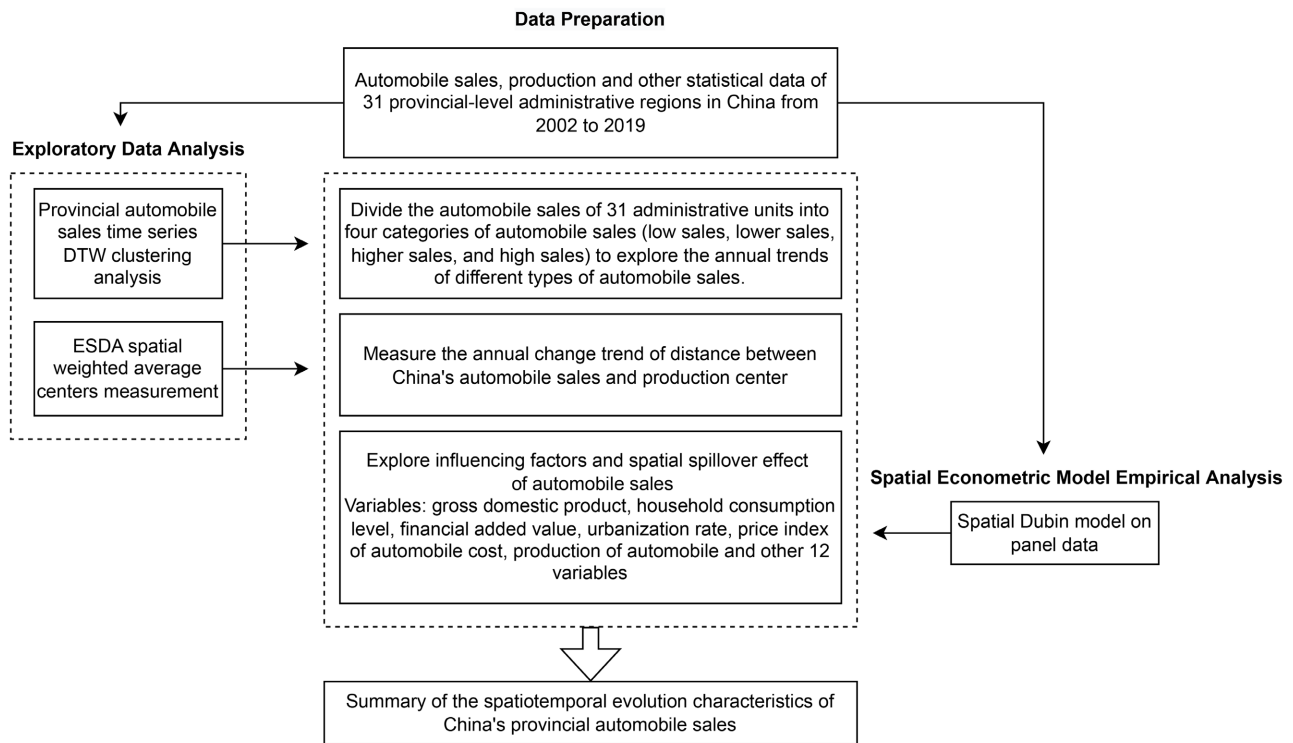 Data Preparation
Automobile sales, production and other statistical data of
31 provincial-level administrative regions in China from
2002 to 2019
Exploratory Data Analysis
Provincial automobile
sales time series
DTW clustering
analysis
Divide the automobile sales of 31 administrative units into
four categories of automobile sales (low sales, lower sales,
higher sales, and high sales) to explore the annual trends
of different types of automobile sales.
ESDA spatial
weighted average
centers measurement
Measure the annual change trend of distance between
China's automobile sales and production center
Explore influencing factors and spatial spillover effect
of automobile sales
Variables: gross domestic product, household consumption
level, financial added value, urbanization rate, price index
of automobile cost, production of automobile and other 12
variables
Spatial Econometric Model Empirical Analysis
Spatial Dubin model on
panel data
Summary of the spatiotemporal evolution characteristics of
China's provincial automobile sales